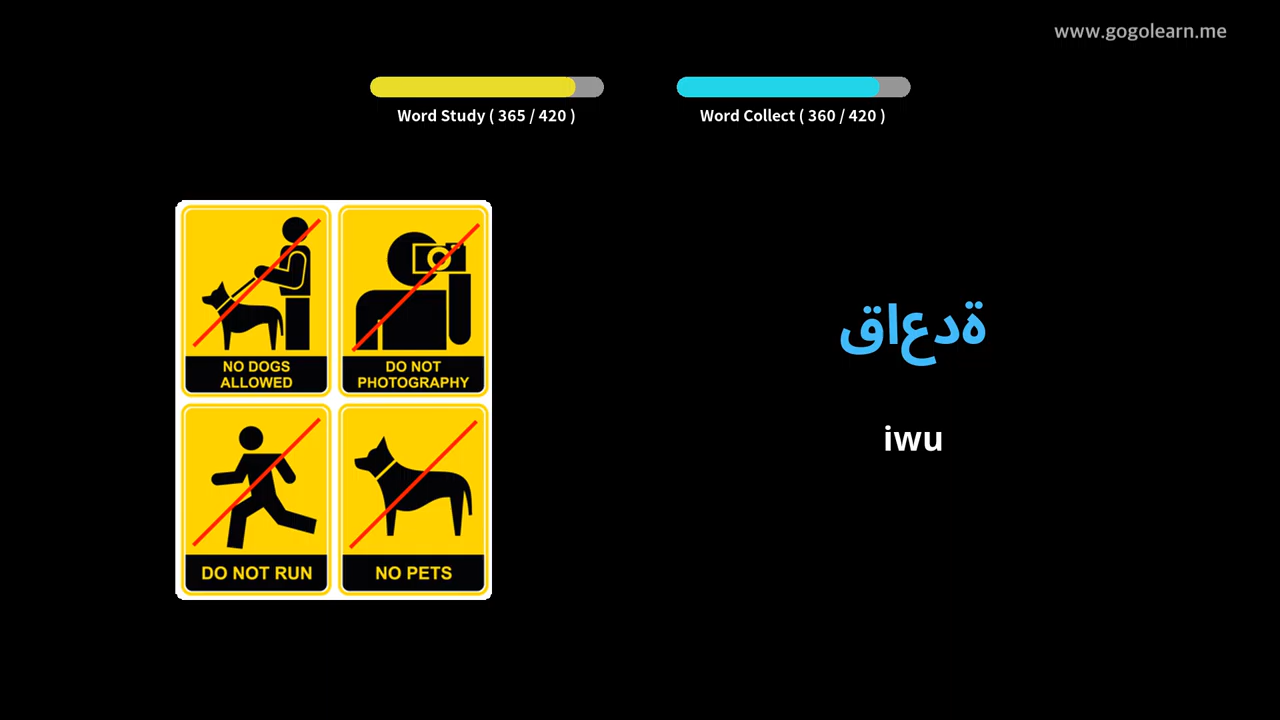 www.gogolearn.me
Word Study ( 365 / 420 )
Word Collect ( 360 / 420 )
NO DOGS
ALLOWED
DO NOT
PHOTOGRAPHY
DO NOT RUN
NO PETS
قاعدة
iwu